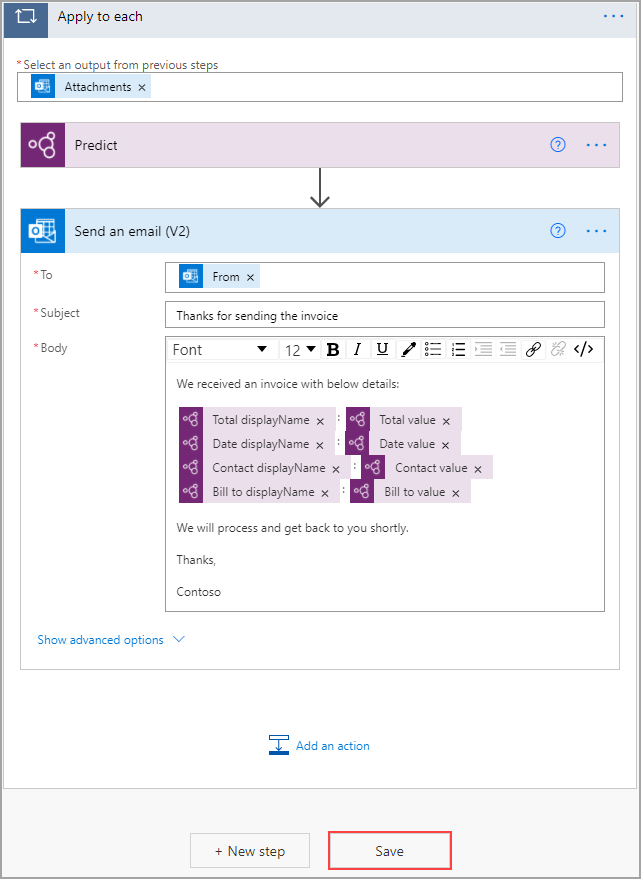 Apply to each
*Select an output from previous steps
Attachments ×
Predict
Send an email (V2)
*To
From ×
*Subject
Thanks for sending the invoice
*Body
Font 12 B I U </>
We received an invoice with below details:
Total displayName × : Total value ×
Date displayName × : Date value ×
Contact displayName × : Contact value ×
Bill to displayName × : Bill to value ×
We will process and get back to you shortly.
Thanks,
Contoso
Show advanced options
Add an action
+ New step
Save